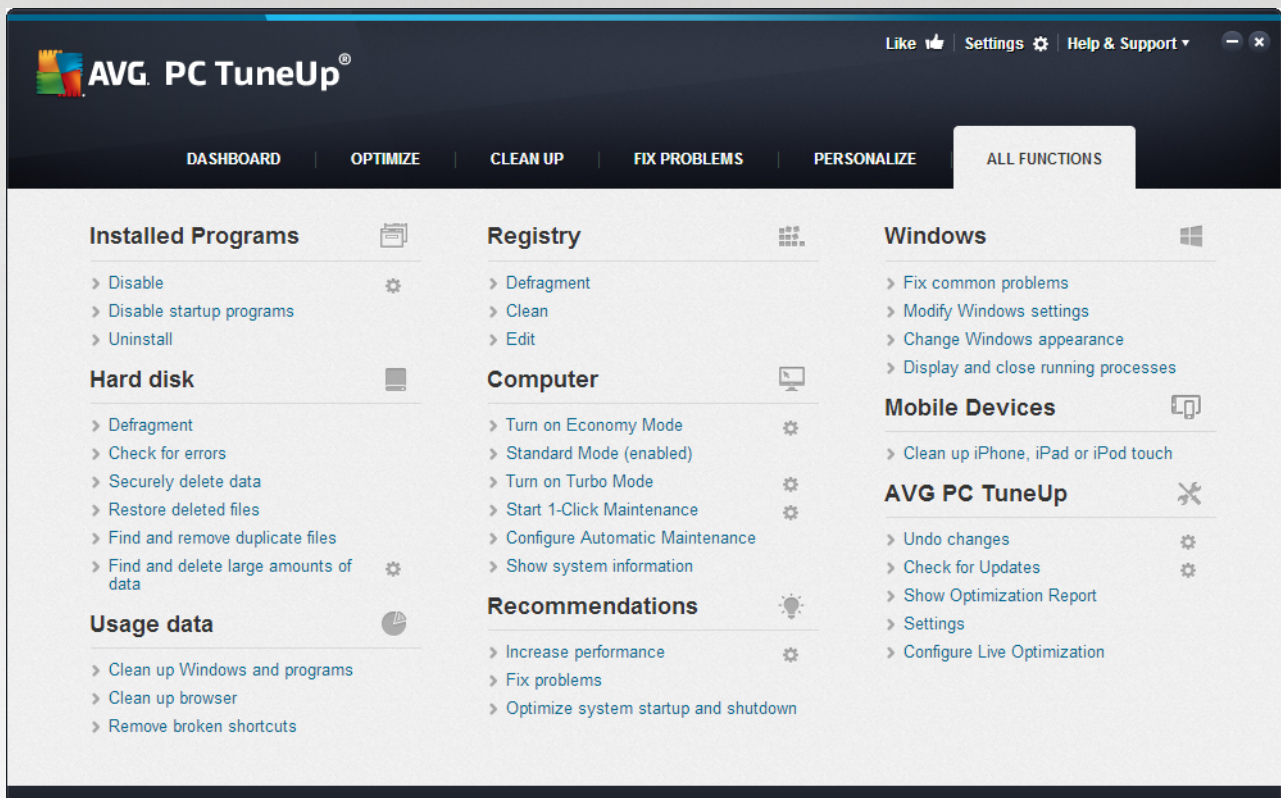 Like
Settings
Help & Support
AVG. PC TuneUp®
DASHBOARD
OPTIMIZE
CLEAN UP
FIX PROBLEMS
PERSONALIZE
ALL FUNCTIONS
Installed Programs
Disable
Disable startup programs
Uninstall
Hard disk
Defragment
Check for errors
Securely delete data
Restore deleted files
Find and remove duplicate files
Find and delete large amounts of
data
Usage data
Clean up Windows and programs
Clean up browser
Remove broken shortcuts
Registry
Defragment
Clean
Edit
Computer
Turn on Economy Mode
Standard Mode (enabled)
Turn on Turbo Mode
Start 1-Click Maintenance
Configure Automatic Maintenance
Show system information
Recommendations
Increase performance
Fix problems
Optimize system startup and shutdown
Windows
Fix common problems
Modify Windows settings
Change Windows appearance
Display and close running processes
Mobile Devices
Clean up iPhone, iPad or iPod touch
AVG PC TuneUp
Undo changes
Check for Updates
Show Optimization Report
Settings
Configure Live Optimization